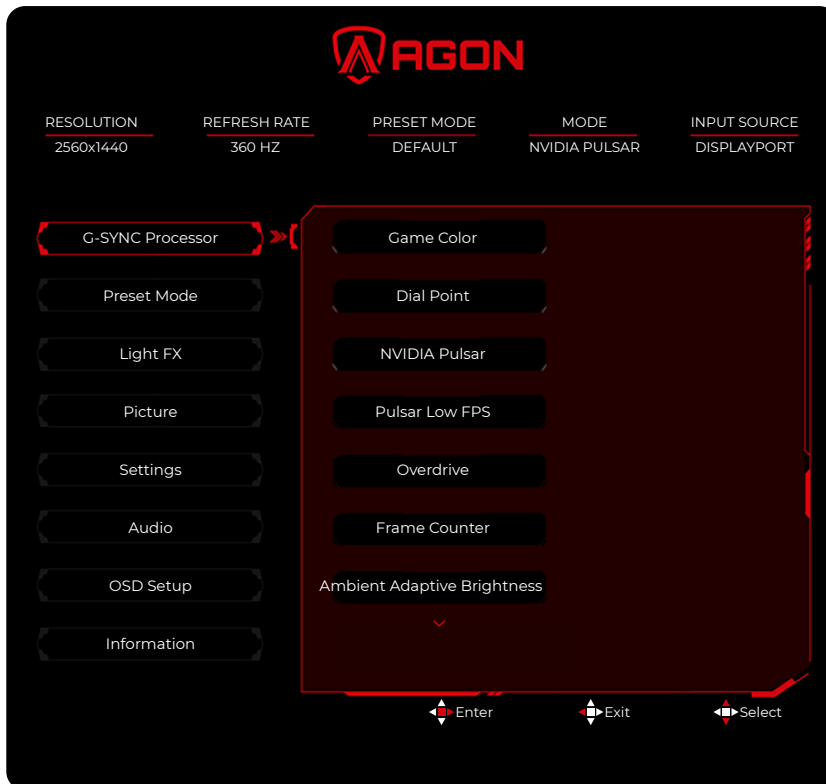 AGON
RESOLUTION REFRESH RATE PRESET MODE MODE INPUT SOURCE
2560x1440 360 HZ DEFAULT NVIDIA PULSAR DISPLAYPORT
G-SYNC Processor Game Color
Preset Mode Dial Point
Light FX NVIDIA Pulsar
Picture Pulsar Low FPS
Settings Overdrive
Audio Frame Counter
OSD Setup Ambient Adaptive Brightness
Information
Enter Exit Select